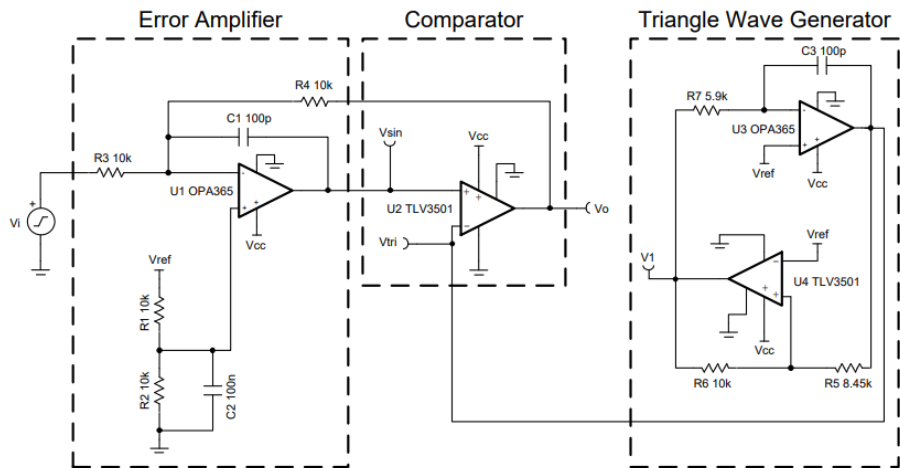 Error Amplifier
Comparator
Triangle Wave Generator
C3 100p
R4 10k
R7 5.9k
-
U3 OPA365
+
+
Vref
Vcc
C1 100p
Vsin
Vcc
R3 10k
-
U1 OPA365
+
+
Vcc
+
+
U2 TLV3501
-
Vo
Vi
+
Vtri
Vref
V1
Vref
-
U4 TLV3501
+
+
Vcc
R1 10k
R2 10k
C2 100n
R6 10k
R5 8.45k